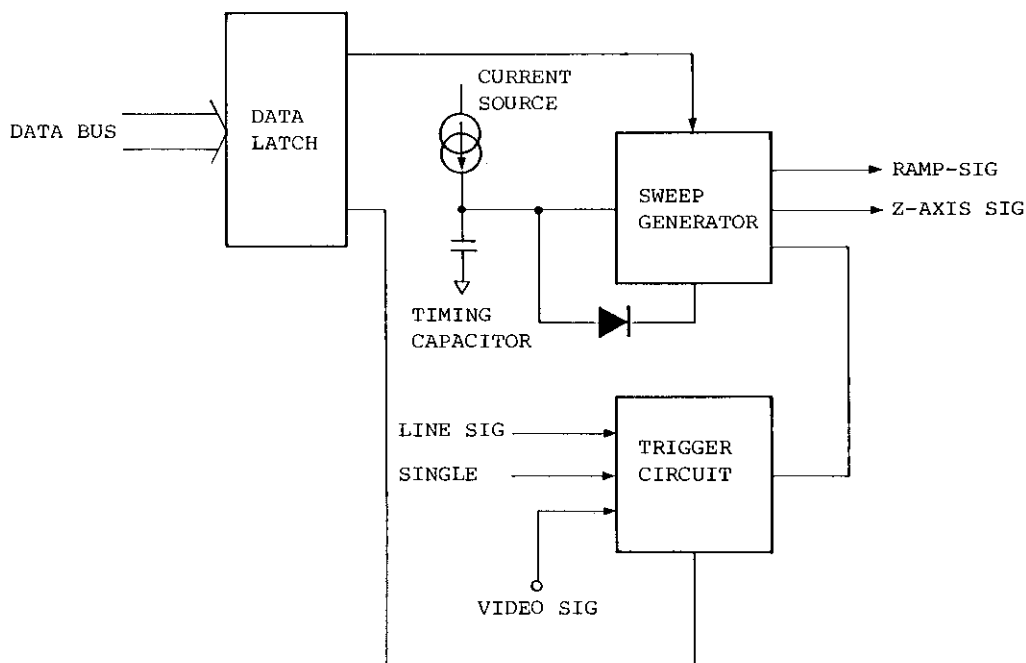 CURRENT
SOURCE
DATA BUS
DATA
LATCH
SWEEP
GENERATOR
RAMP-SIG
Z-AXIS SIG
TIMING
CAPACITOR
LINE SIG
SINGLE
TRIGGER
CIRCUIT
VIDEO SIG